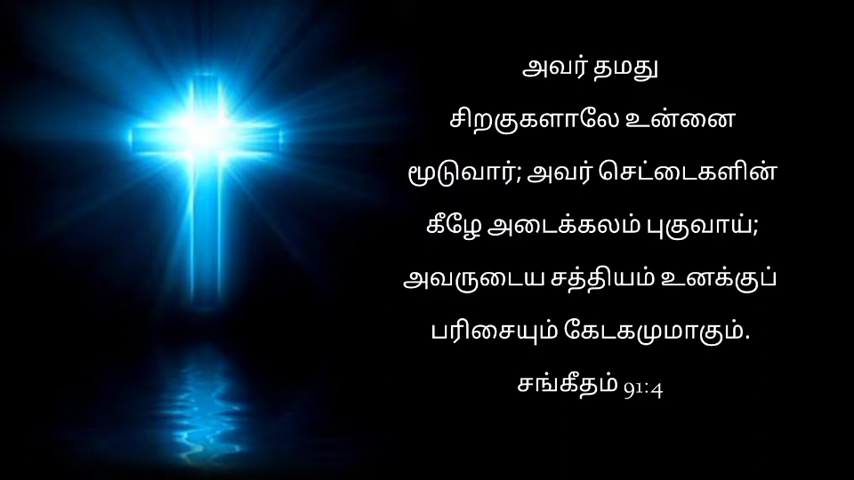 அவர் தமது
சிறகுகளாலே உன்னை
மூடுவார்; அவர் செட்டைகளின்
கீழே அடைக்கலம் புகுவாய்;
அவருடைய சத்தியம் உனக்குப்
பரிசையும் கேடகமுமாகும்.
சங்கீதம் 91:4